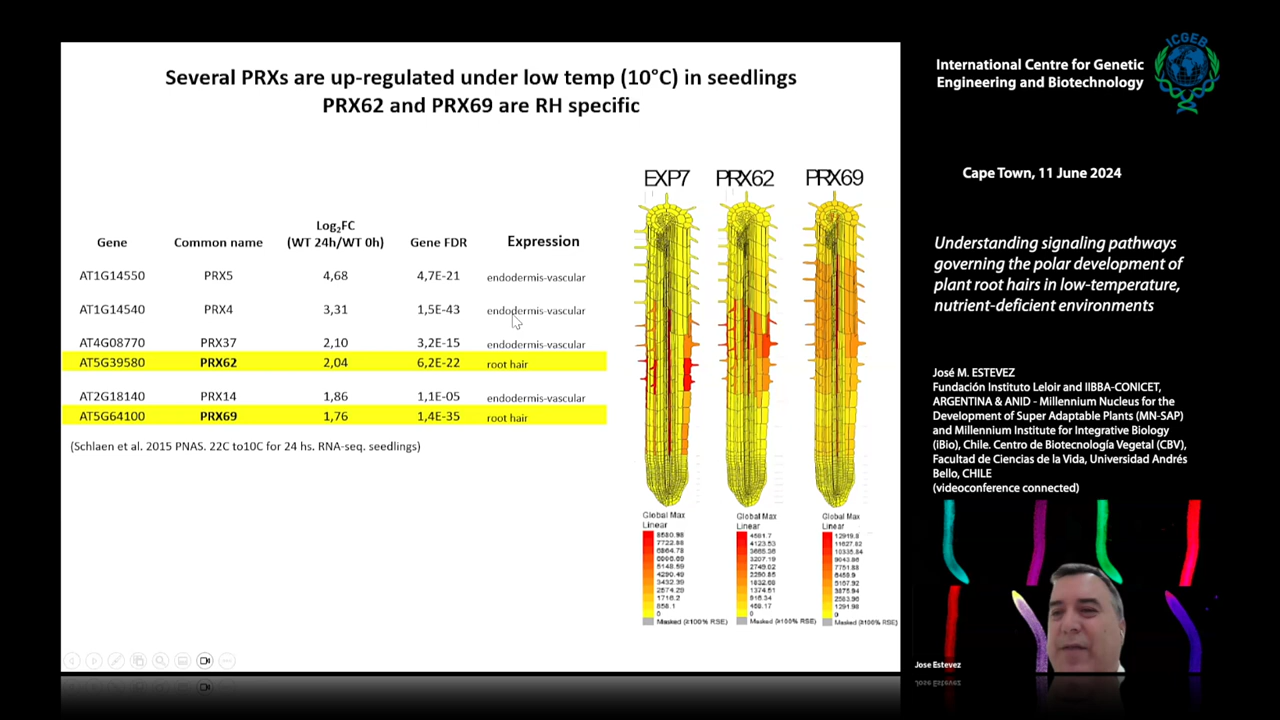 Several PRXs are up-regulated under low temp (10°C) in seedlings
PRX62 and PRX69 are RH specific
Gene Common name Log₂FC (WT 24h/WT 0h) Gene FDR Expression
AT1G14550 PRX5 4,68 4,7E-21 endodermis-vascular
AT1G14540 PRX4 3,31 1,5E-43 endodermis-vascular
AT4G08770 PRX37 2,10 3,2E-15 endodermis-vascular
AT5G39580 PRX62 2,04 6,2E-22 root hair
AT2G18140 PRX14 1,86 1,1E-05 endodermis-vascular
AT5G64100 PRX69 1,76 1,4E-35 root hair
(Schlaen et al. 2015 PNAS. 22C to10C for 24 hs. RNA-seq. seedlings)
EXP7 PRX62 PRX69
Global Max Global Max Global Max
Linear Linear Linear
Masked (≥100% RSE) Masked (≥100% RSE) Masked (≥100% RSE)
ICGEB
International Centre for Genetic
Engineering and Biotechnology
Cape Town, 11 June 2024
Understanding signaling pathways
governing the polar development of
plant root hairs in low-temperature,
nutrient-deficient environments
José M. ESTEVEZ
Fundación Instituto Leloir and IIBBA-CONICET,
ARGENTINA & ANID - Millennium Nucleus for the
Development of Super Adaptable Plants (MN-SAP)
and Millennium Institute for Integrative Biology
(iBio), Chile. Centro de Biotecnología Vegetal (CBV),
Facultad de Ciencias de la Vida, Universidad Andrés
Bello, CHILE
(videoconference connected)
Jose Estevez